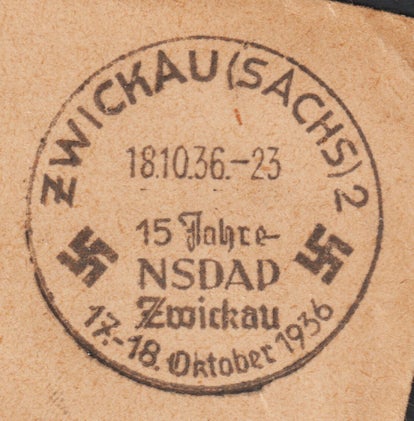 ZWICKAU (SACHS) 2
18.10.36.-23
15 Jahre
NSDAP
Zwickau
17.-18. Oktober 1936